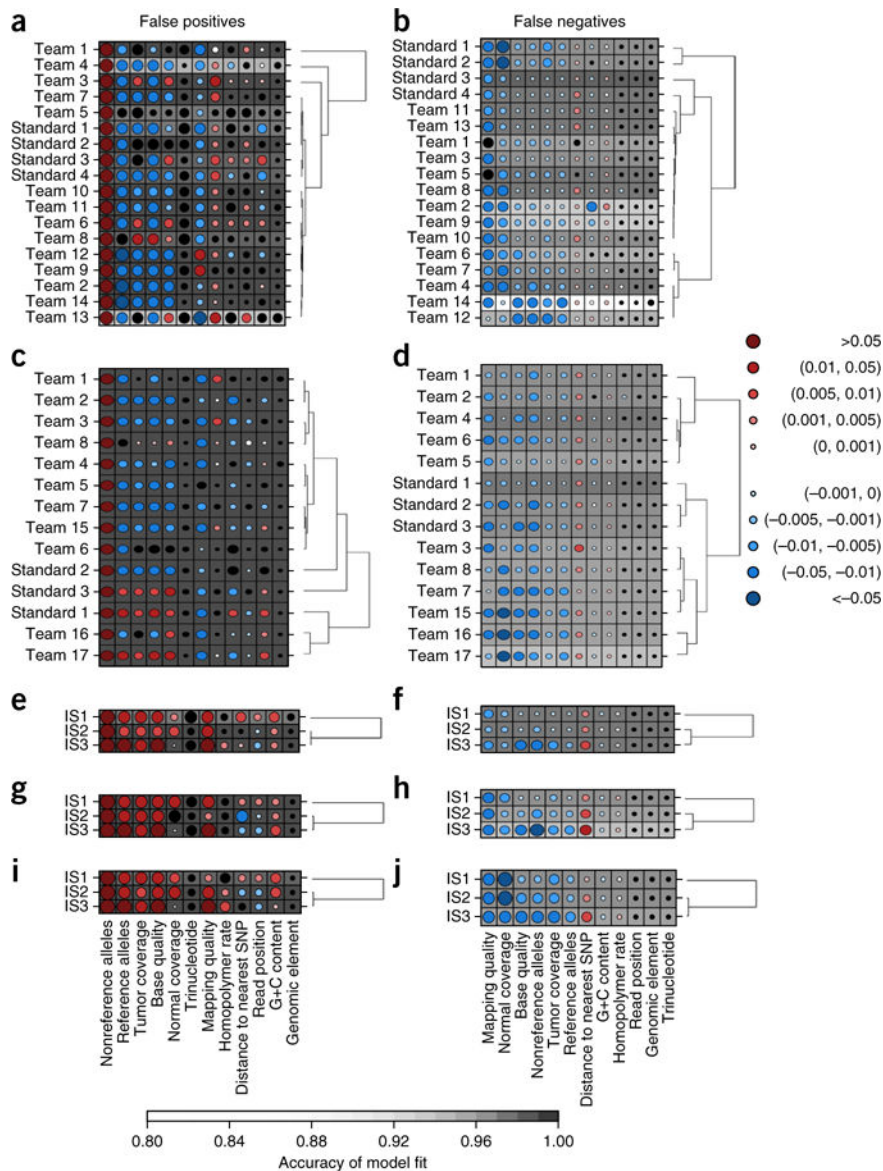 a
False positives
Team 1
Team 4
Team 3
Team 7
Team 5
Standard 1
Standard 2
Standard 3
Standard 4
Team 10
Team 11
Team 6
Team 8
Team 12
Team 9
Team 2
Team 14
Team 13
b
False negatives
Standard 1
Standard 2
Standard 3
Standard 4
Team 11
Team 13
Team 1
Team 3
Team 5
Team 8
Team 2
Team 9
Team 10
Team 6
Team 7
Team 4
Team 14
Team 12
c
Team 1
Team 2
Team 3
Team 8
Team 4
Team 5
Team 7
Team 15
Team 6
Standard 2
Standard 3
Standard 1
Team 16
Team 17
d
Team 1
Team 2
Team 4
Team 6
Team 5
Standard 1
Standard 2
Standard 3
Team 3
Team 8
Team 7
Team 15
Team 16
Team 17
>0.05
(0.01, 0.05)
(0.005, 0.01)
(0.001, 0.005)
(0, 0.001)
(−0.001, 0)
(−0.005, −0.001)
(−0.01, −0.005)
(−0.05, −0.01)
<−0.05
e
IS1
IS2
IS3
f
IS1
IS2
IS3
g
IS1
IS2
IS3
h
IS1
IS2
IS3
i
IS1
IS2
IS3
j
IS1
IS2
IS3
Nonreference alleles
Reference alleles
Tumor coverage
Base quality
Normal coverage
Trinucleotide
Mapping quality
Homopolymer rate
Distance to nearest SNP
Read position
G+C content
Genomic element
Mapping quality
Normal coverage
Base quality
Nonreference alleles
Tumor coverage
Reference alleles
Distance to nearest SNP
G+C content
Homopolymer rate
Read position
Genomic element
Trinucleotide
0.80 0.84 0.88 0.92 0.96 1.00
Accuracy of model fit